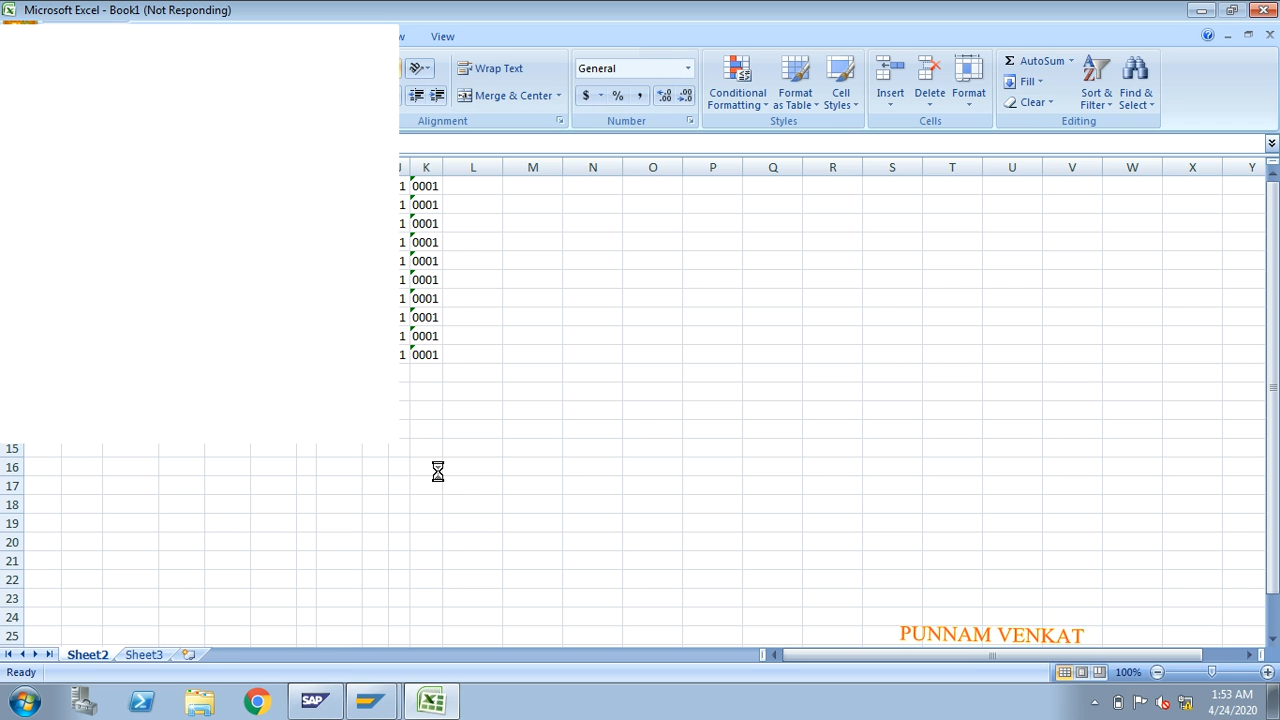 Microsoft Excel - Book1 (Not Responding)
View
Wrap Text
General
Merge & Center
$ % ,
Conditional Formatting
Format as Table
Cell Styles
Insert
Delete
Format
AutoSum
Fill
Clear
Sort & Filter
Find & Select
Alignment
Number
Styles
Cells
Editing
K L M N O P Q R S T U V W X Y
1 0001
1 0001
1 0001
1 0001
1 0001
1 0001
1 0001
1 0001
1 0001
1 0001
15
16
17
18
19
20
21
22
23
24
25
PUNNAM VENKAT
Sheet2 Sheet3
Ready
100%
SAP
1:53 AM
4/24/2020